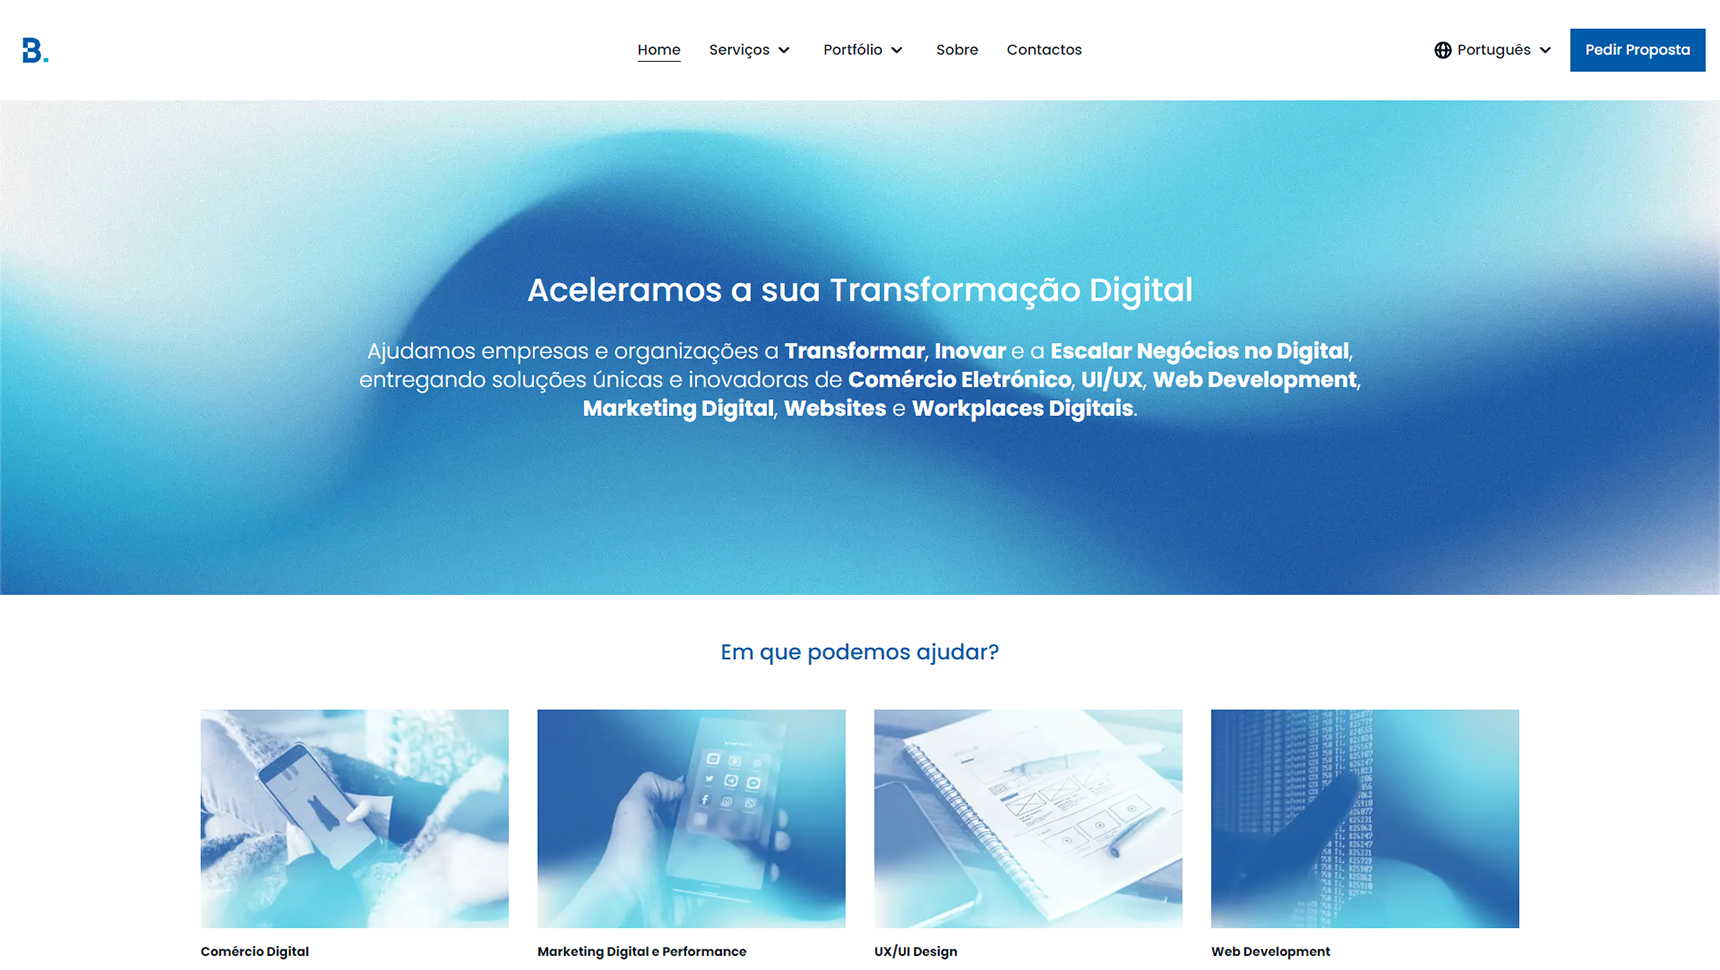 B.
Home
Serviços
Portfólio
Sobre
Contactos
Português
Pedir Proposta
Aceleramos a sua Transformação Digital
Ajudamos empresas e organizações a Transformar, Inovar e a Escalar Negócios no Digital,
entregando soluções únicas e inovadoras de Comércio Eletrónico, UI/UX, Web Development,
Marketing Digital, Websites e Workplaces Digitais.
Em que podemos ajudar?
Comércio Digital
Marketing Digital e Performance
UX/UI Design
Web Development